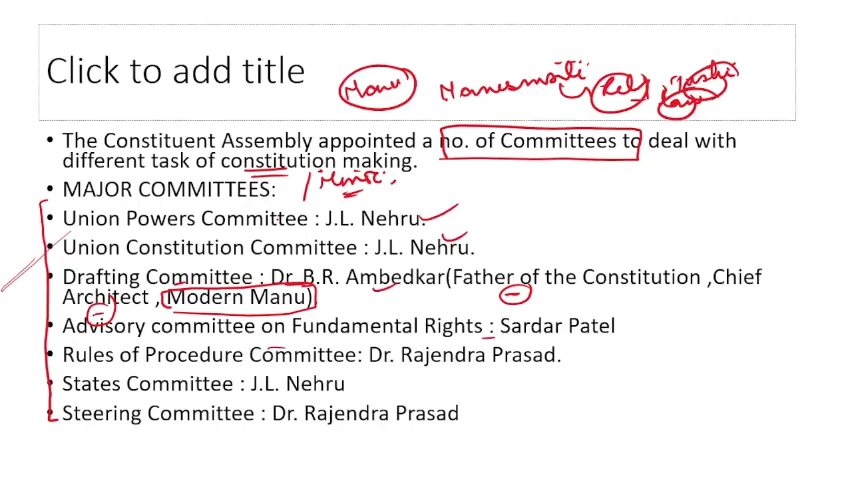 Click to add title
Manu Manusmriti
• The Constituent Assembly appointed a no. of Committees to deal with
different task of constitution making.
• MAJOR COMMITTEES: / Minor.
• Union Powers Committee : J.L. Nehru.
• Union Constitution Committee : J.L. Nehru.
• Drafting Committee : Dr. B.R. Ambedkar(Father of the Constitution ,Chief
Architect , Modern Manu)
• Advisory committee on Fundamental Rights : Sardar Patel
• Rules of Procedure Committee: Dr. Rajendra Prasad.
• States Committee : J.L. Nehru
• Steering Committee : Dr. Rajendra Prasad